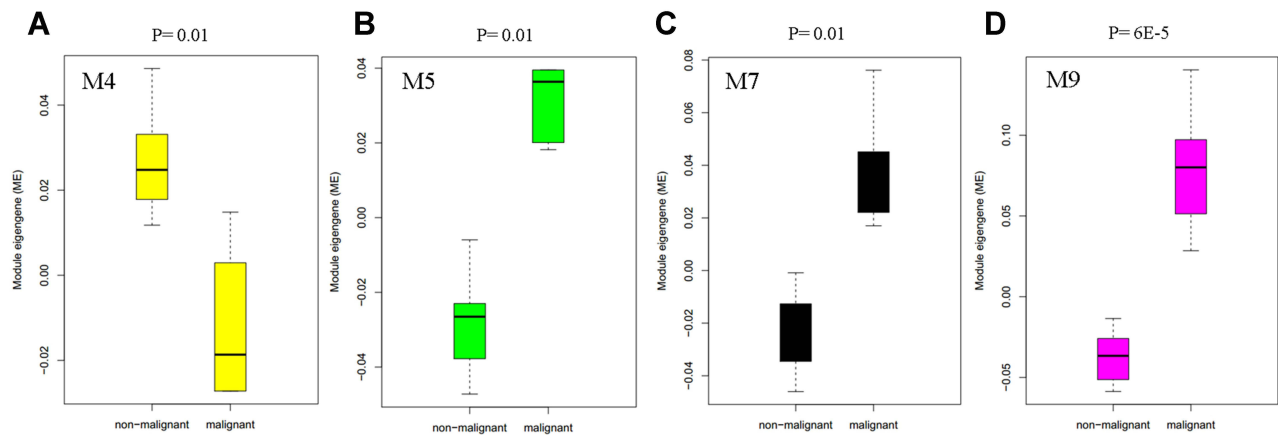 A
P= 0.01
M4
Module eigengene (ME)
0.04
0.02
0.00
−0.02
non−malignant malignant
B
P= 0.01
M5
Module eigengene (ME)
0.04
0.02
0.00
−0.02
−0.04
non−malignant malignant
C
P= 0.01
M7
Module eigengene (ME)
0.08
0.06
0.04
0.02
0.00
−0.02
−0.04
non−malignant malignant
D
P= 6E-5
M9
Module eigengene (ME)
0.10
0.05
0.00
−0.05
non−malignant malignant